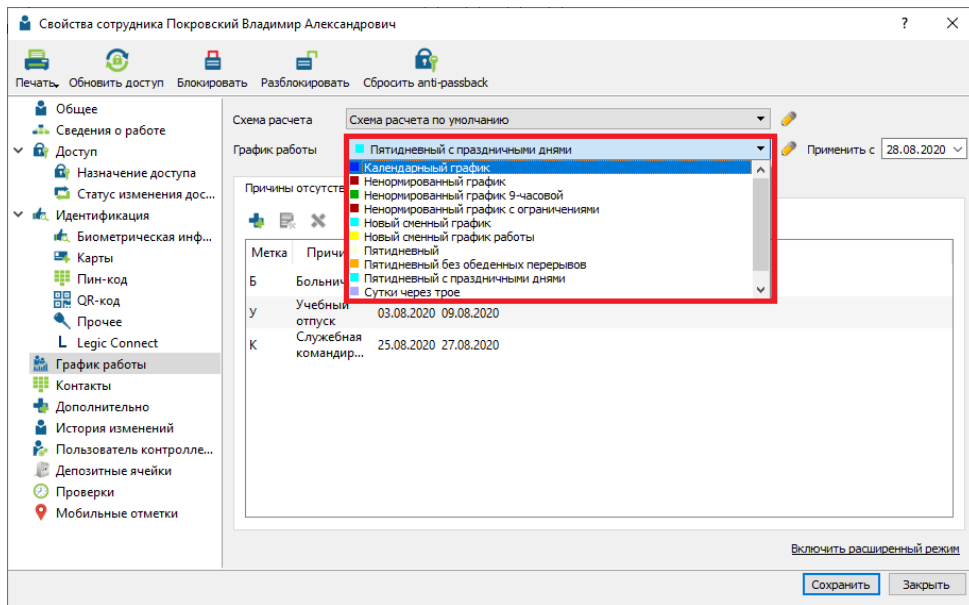 Свойства сотрудника Покровский Владимир Александрович
?
Печать Обновить доступ Блокировать Разблокировать Сбросить anti-passback
Общее
Сведения о работе
Доступ
Назначение доступа
Статус изменения дос...
Идентификация
Биометрическая инф...
Карты
Пин-код
QR-код
Прочее
Legic Connect
График работы
Контакты
Дополнительно
История изменений
Пользователь контролле...
Депозитные ячейки
Проверки
Мобильные отметки
Схема расчета Схема расчета по умолчанию
График работы Пятидневный с праздничными днями Применить с 28.08.2020
Календарный график
Ненормированный график
Ненормированный график 9-часовой
Ненормированный график с ограничениями
Новый сменный график
Новый сменный график работы
Пятидневный
Пятидневный без обеденных перерывов
Пятидневный с праздничными днями
Сутки через трое
Причины отсутств
Метка Причи
Б Больнич
У Учебный отпуск 03.08.2020 09.08.2020
К Служебная командир... 25.08.2020 27.08.2020
Включить расширенный режим
Сохранить Закрыть